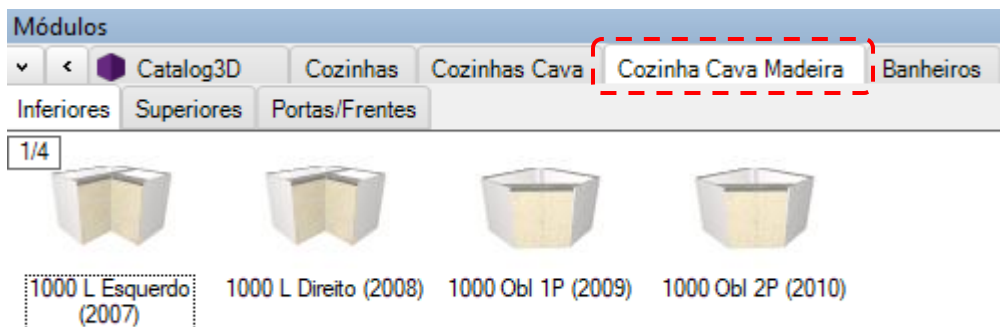 Módulos
Catalog3D Cozinhas Cozinhas Cava Cozinha Cava Madeira Banheiros
Inferiores Superiores Portas/Frentes
1/4
1000 L Esquerdo (2007) 1000 L Direito (2008) 1000 Obl 1P (2009) 1000 Obl 2P (2010)